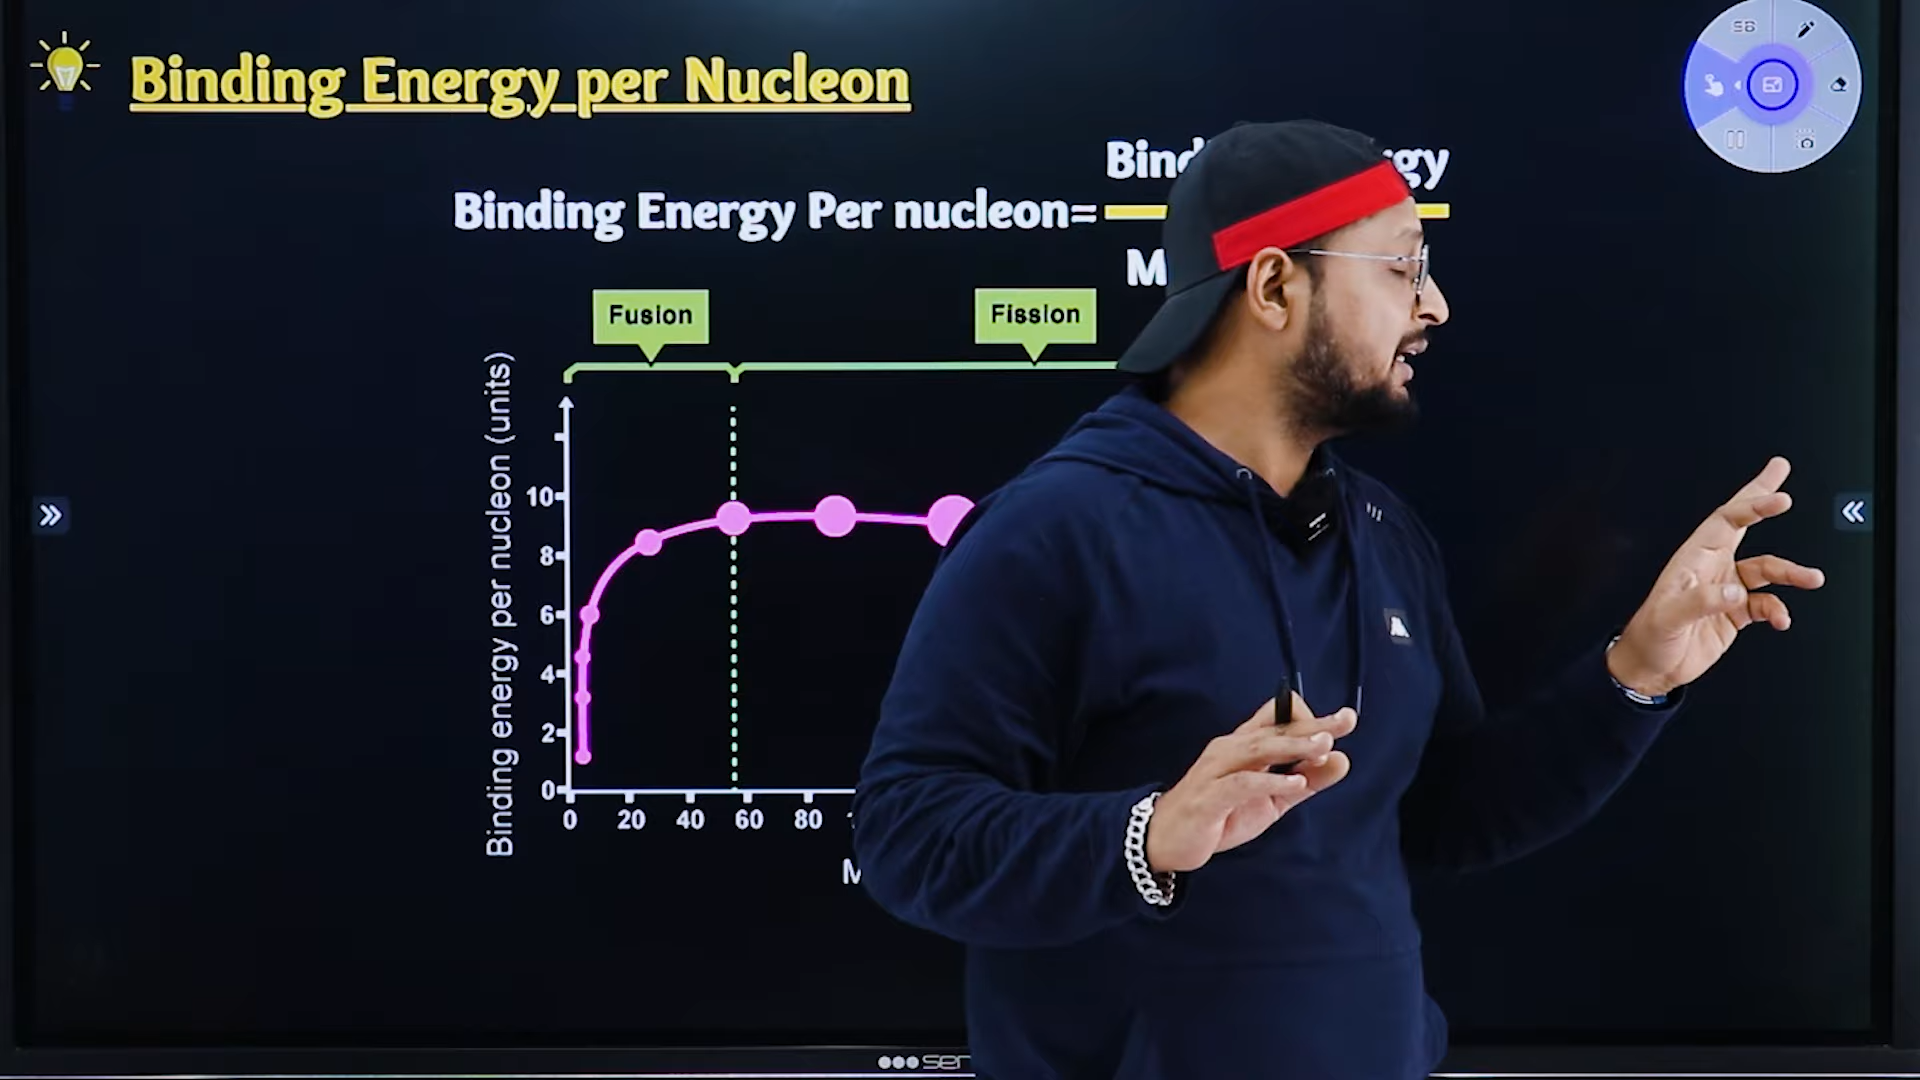 Binding Energy per Nucleon
Binding Energy Per nucleon=
Fusion
Fission
Binding energy per nucleon (units)
10
8
6
4
2
0
0 20 40 60 80